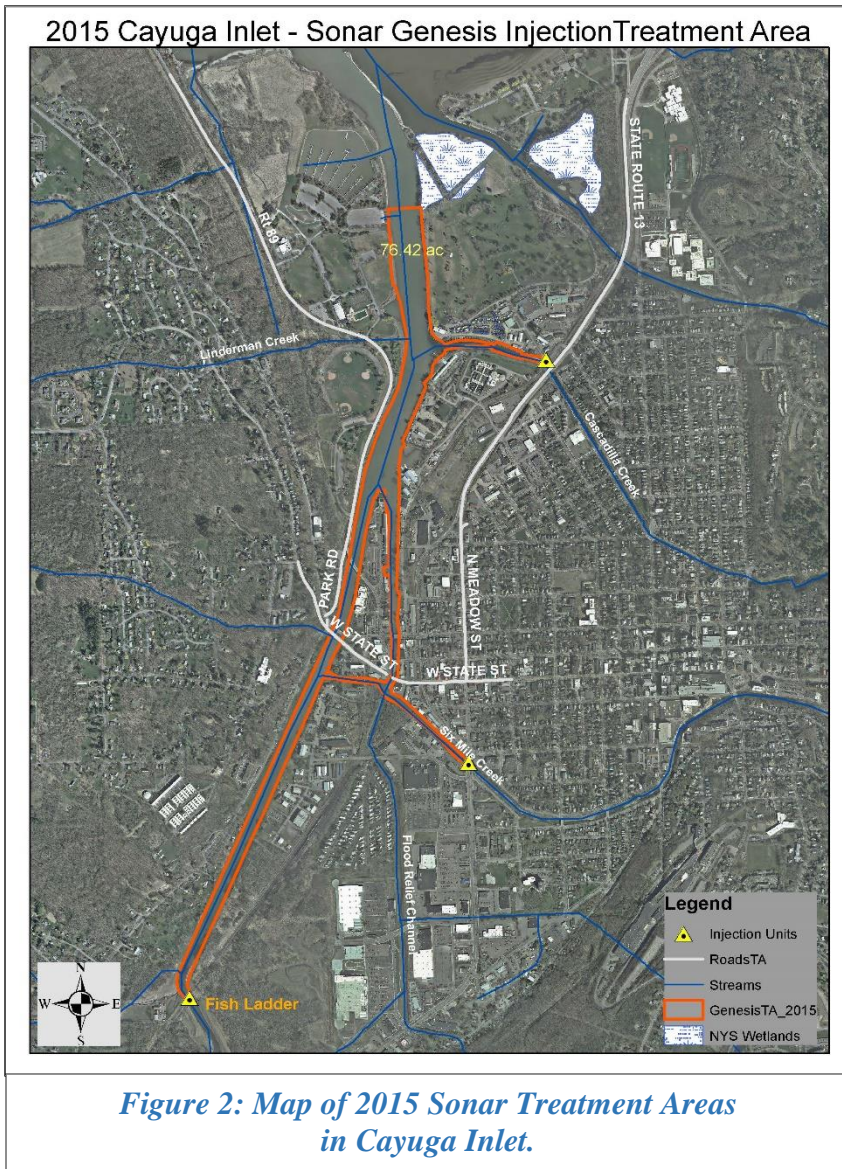 2015 Cayuga Inlet - Sonar Genesis InjectionTreatment Area
STATE ROUTE 13
Rt 89
76.42 ac
Linderman Creek
Cascadilla Creek
PARK RD
N MEADOW ST
W STATE ST
W STATE ST
Six Mile Creek
Flood Relief Channel
Fish Ladder
N
W E
S
Legend
Injection Units
RoadsTA
Streams
GenesisTA_2015
NYS Wetlands
Figure 2: Map of 2015 Sonar Treatment Areas
in Cayuga Inlet.